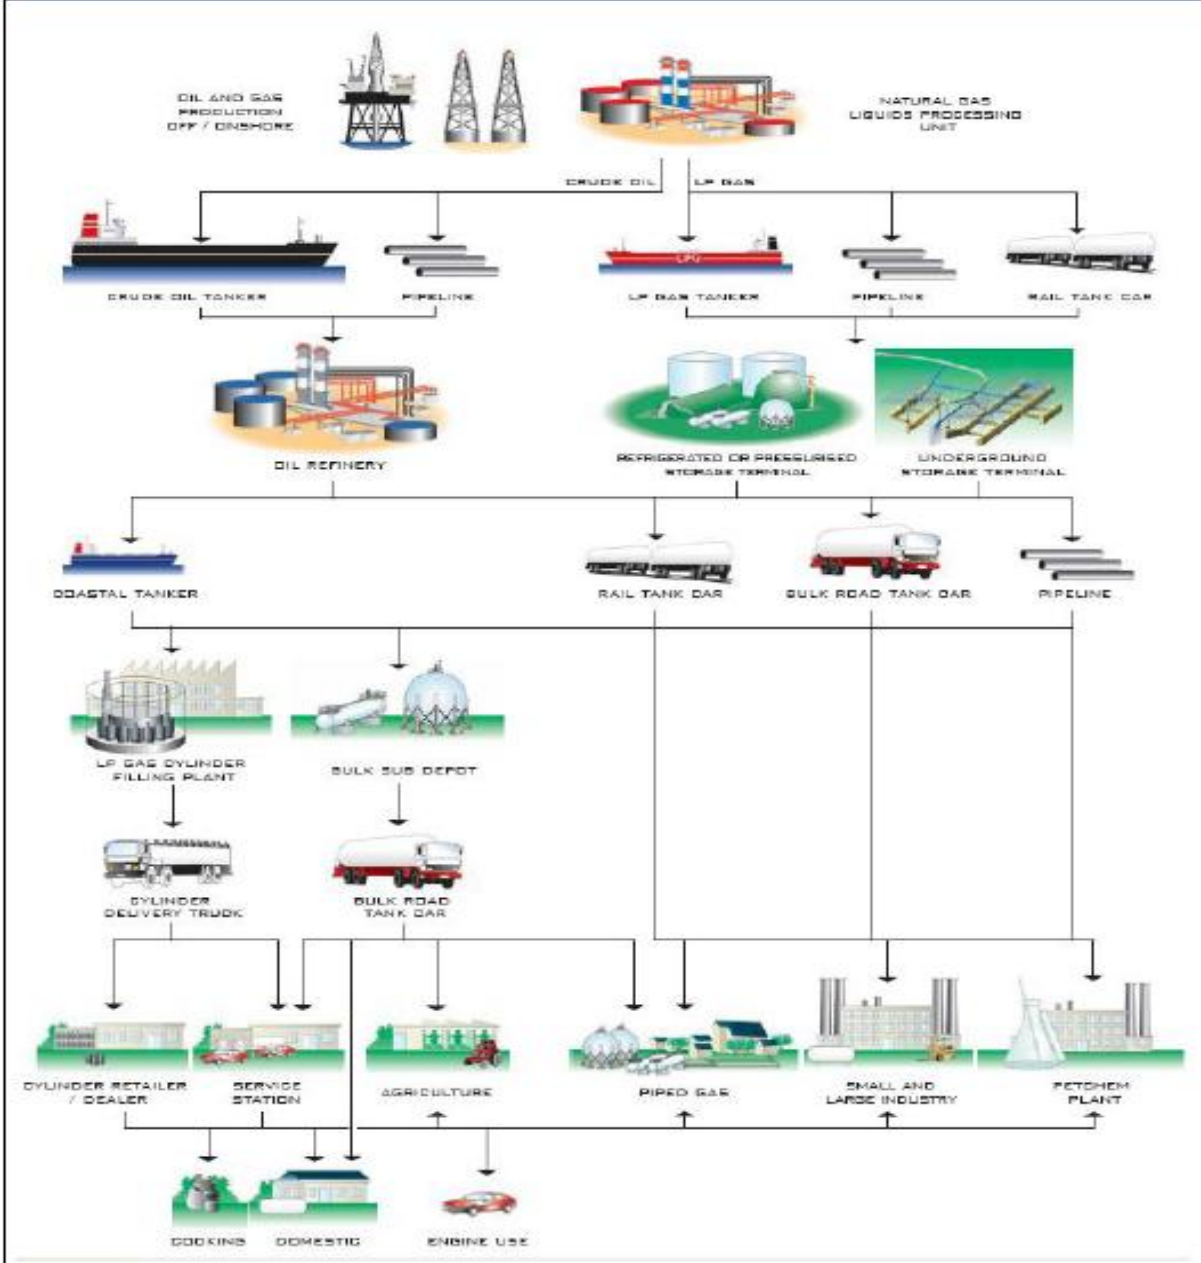 OIL AND GAS
PRODUCTION
OFF / ONSHORE
NATURAL GAS
LIQUIDS PROCESSING
UNIT
CRUDE OIL
LP GAS
CRUDE OIL TANKER
PIPELINE
LPG
LP GAS TANKER
PIPELINE
RAIL TANK CAR
OIL REFINERY
REFRIGERATED OR PRESSURISED
STORAGE TERMINAL
UNDERGROUND
STORAGE TERMINAL
COASTAL TANKER
RAIL TANK CAR
BULK ROAD TANK CAR
PIPELINE
LP GAS CYLINDER
FILLING PLANT
BULK SUB DEPOT
CYLINDER
DELIVERY TRUCK
BULK ROAD
TANK CAR
CYLINDER RETAILER
/ DEALER
SERVICE
STATION
AGRICULTURE
PIPED GAS
SMALL AND
LARGE INDUSTRY
PETCHEM
PLANT
COOKING
DOMESTIC
ENGINE USE